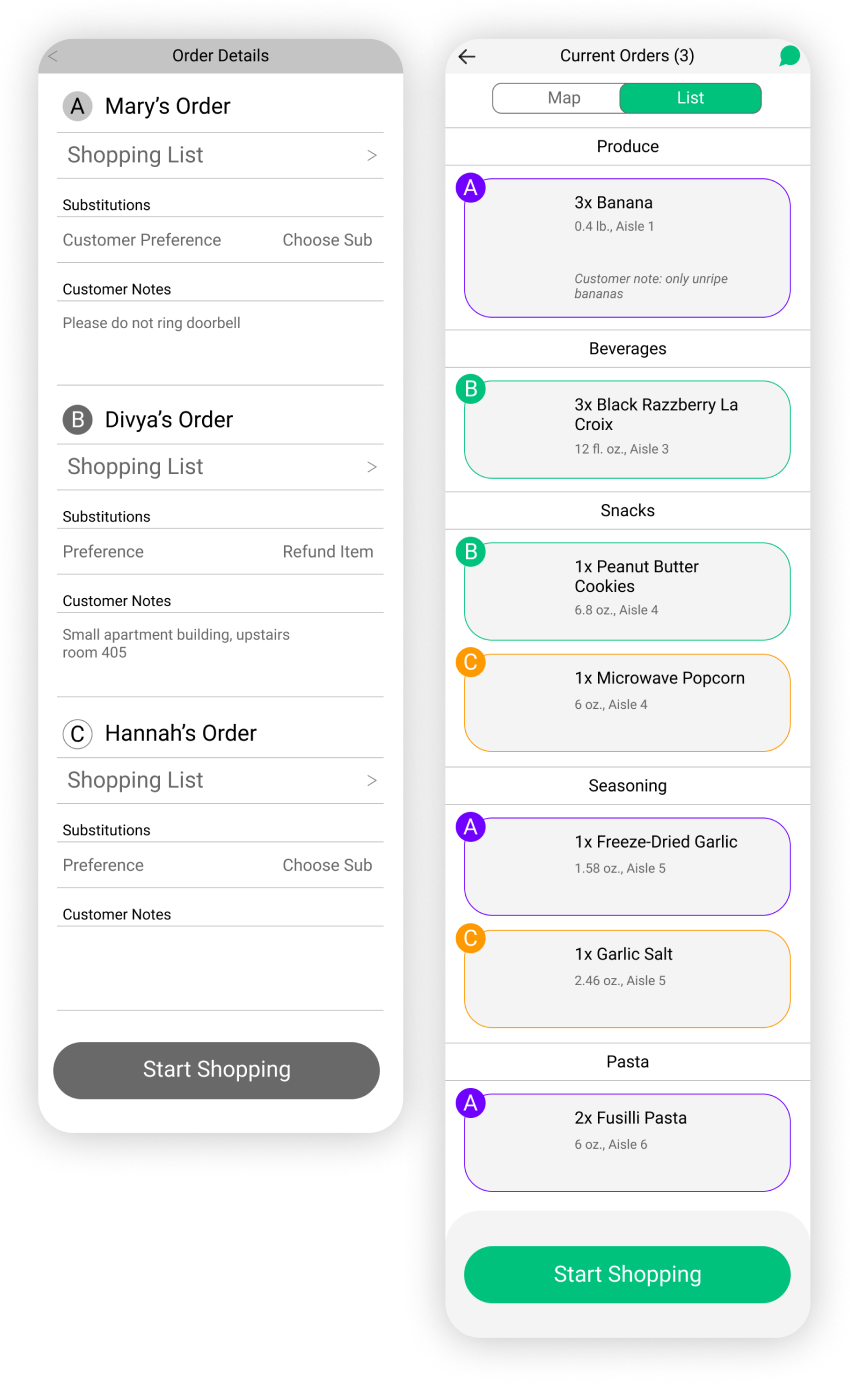 Order Details
A Mary’s Order
Shopping List >
Substitutions
Customer Preference Choose Sub
Customer Notes
Please do not ring doorbell
B Divya’s Order
Shopping List >
Substitutions
Preference Refund Item
Customer Notes
Small apartment building, upstairs
room 405
C Hannah’s Order
Shopping List >
Substitutions
Preference Choose Sub
Customer Notes
Start Shopping
Current Orders (3)
Map List
Produce
A
3x Banana
0.4 lb., Aisle 1
Customer note: only unripe
bananas
Beverages
B
3x Black Razzberry La
Croix
12 fl. oz., Aisle 3
Snacks
B
1x Peanut Butter
Cookies
6.8 oz., Aisle 4
C
1x Microwave Popcorn
6 oz., Aisle 4
Seasoning
A
1x Freeze-Dried Garlic
1.58 oz., Aisle 5
C
1x Garlic Salt
2.46 oz., Aisle 5
Pasta
A
2x Fusilli Pasta
6 oz., Aisle 6
Start Shopping